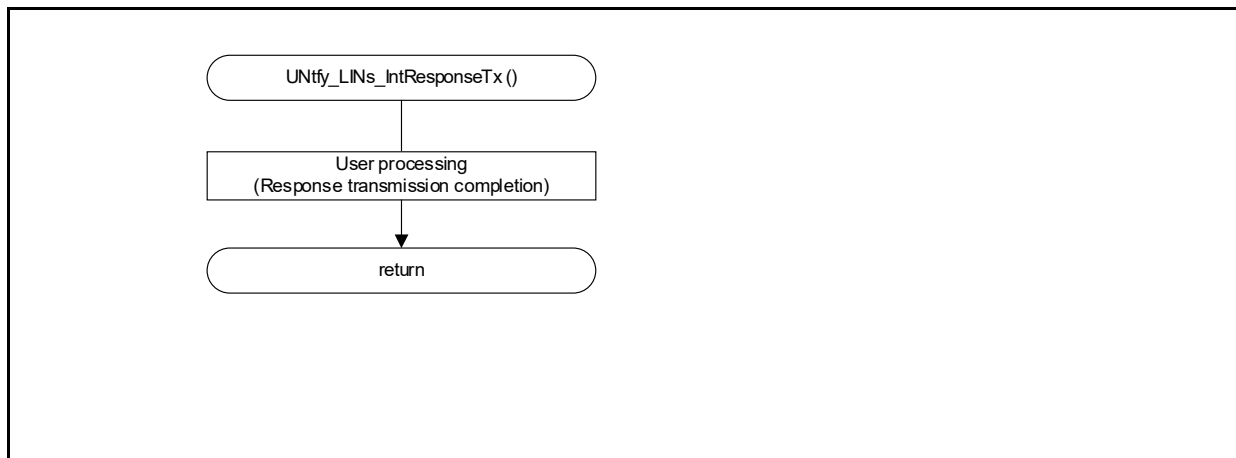 UNtfy_LINs_IntResponseTx ()
User processing
(Response transmission completion)
return